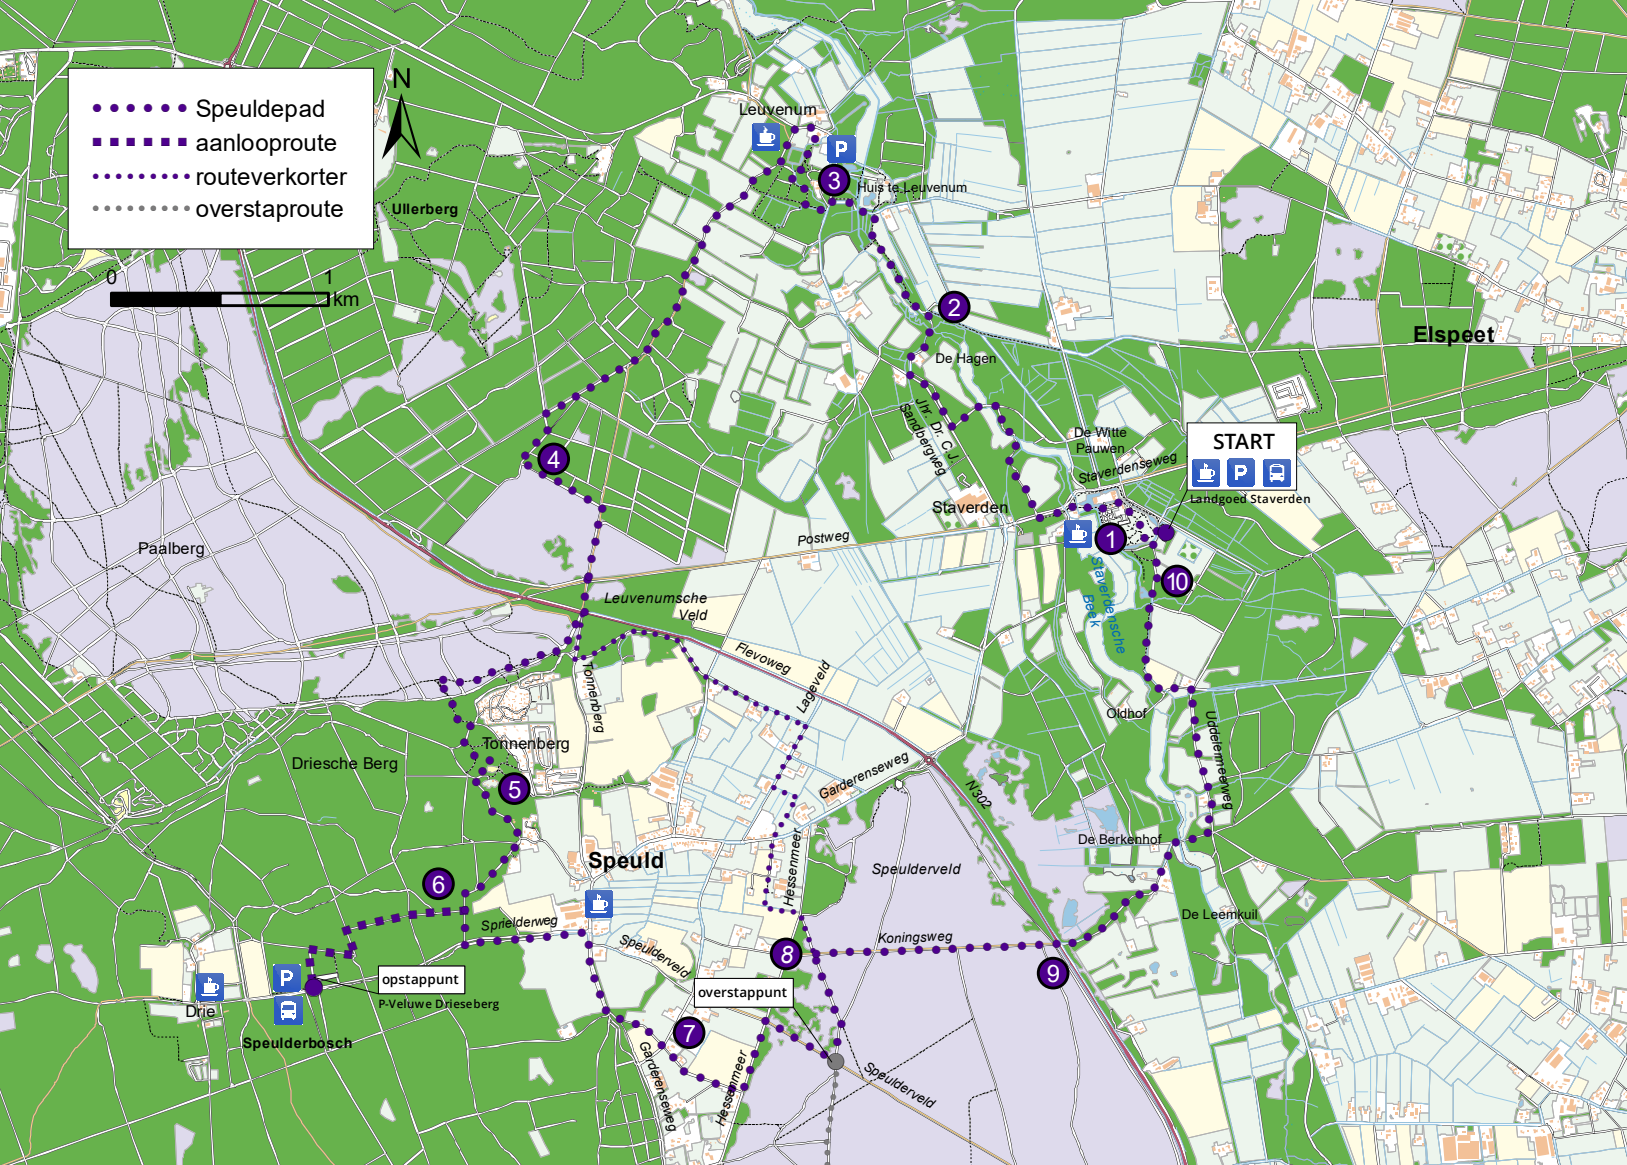 Speuldepad
aanlooproute
routeverkorter
overstaproute
N
0
1
km
Leuvenum
P
3
Huis te Leuvenum
Ullerberg
2
Elspeet
De Hagen
Jhr. Dr. C.J.
Sandbergweg
De Witte
Pauwen
START
P
Staverdenseweg
Landgoed Staverden
4
Staverden
Postweg
1
Paalberg
10
Staverdensche
Beek
Leuvenumsche
Veld
Flevoweg
Lageveld
Tonnenberg
Oldhof
Uddelermeerweg
Tonnenberg
Driesche Berg
5
Garderenseweg
N302
De Berkenhof
Hessenmeer
Speuld
Speulderveld
6
De Leemkuil
Sprielderweg
Koningsweg
Speulderveld
8
9
P
opstappunt
P-Veluwe Drieseberg
overstappunt
Drie
Speulderbosch
7
Garderenseweg
Hessenmeer
Speulderveld